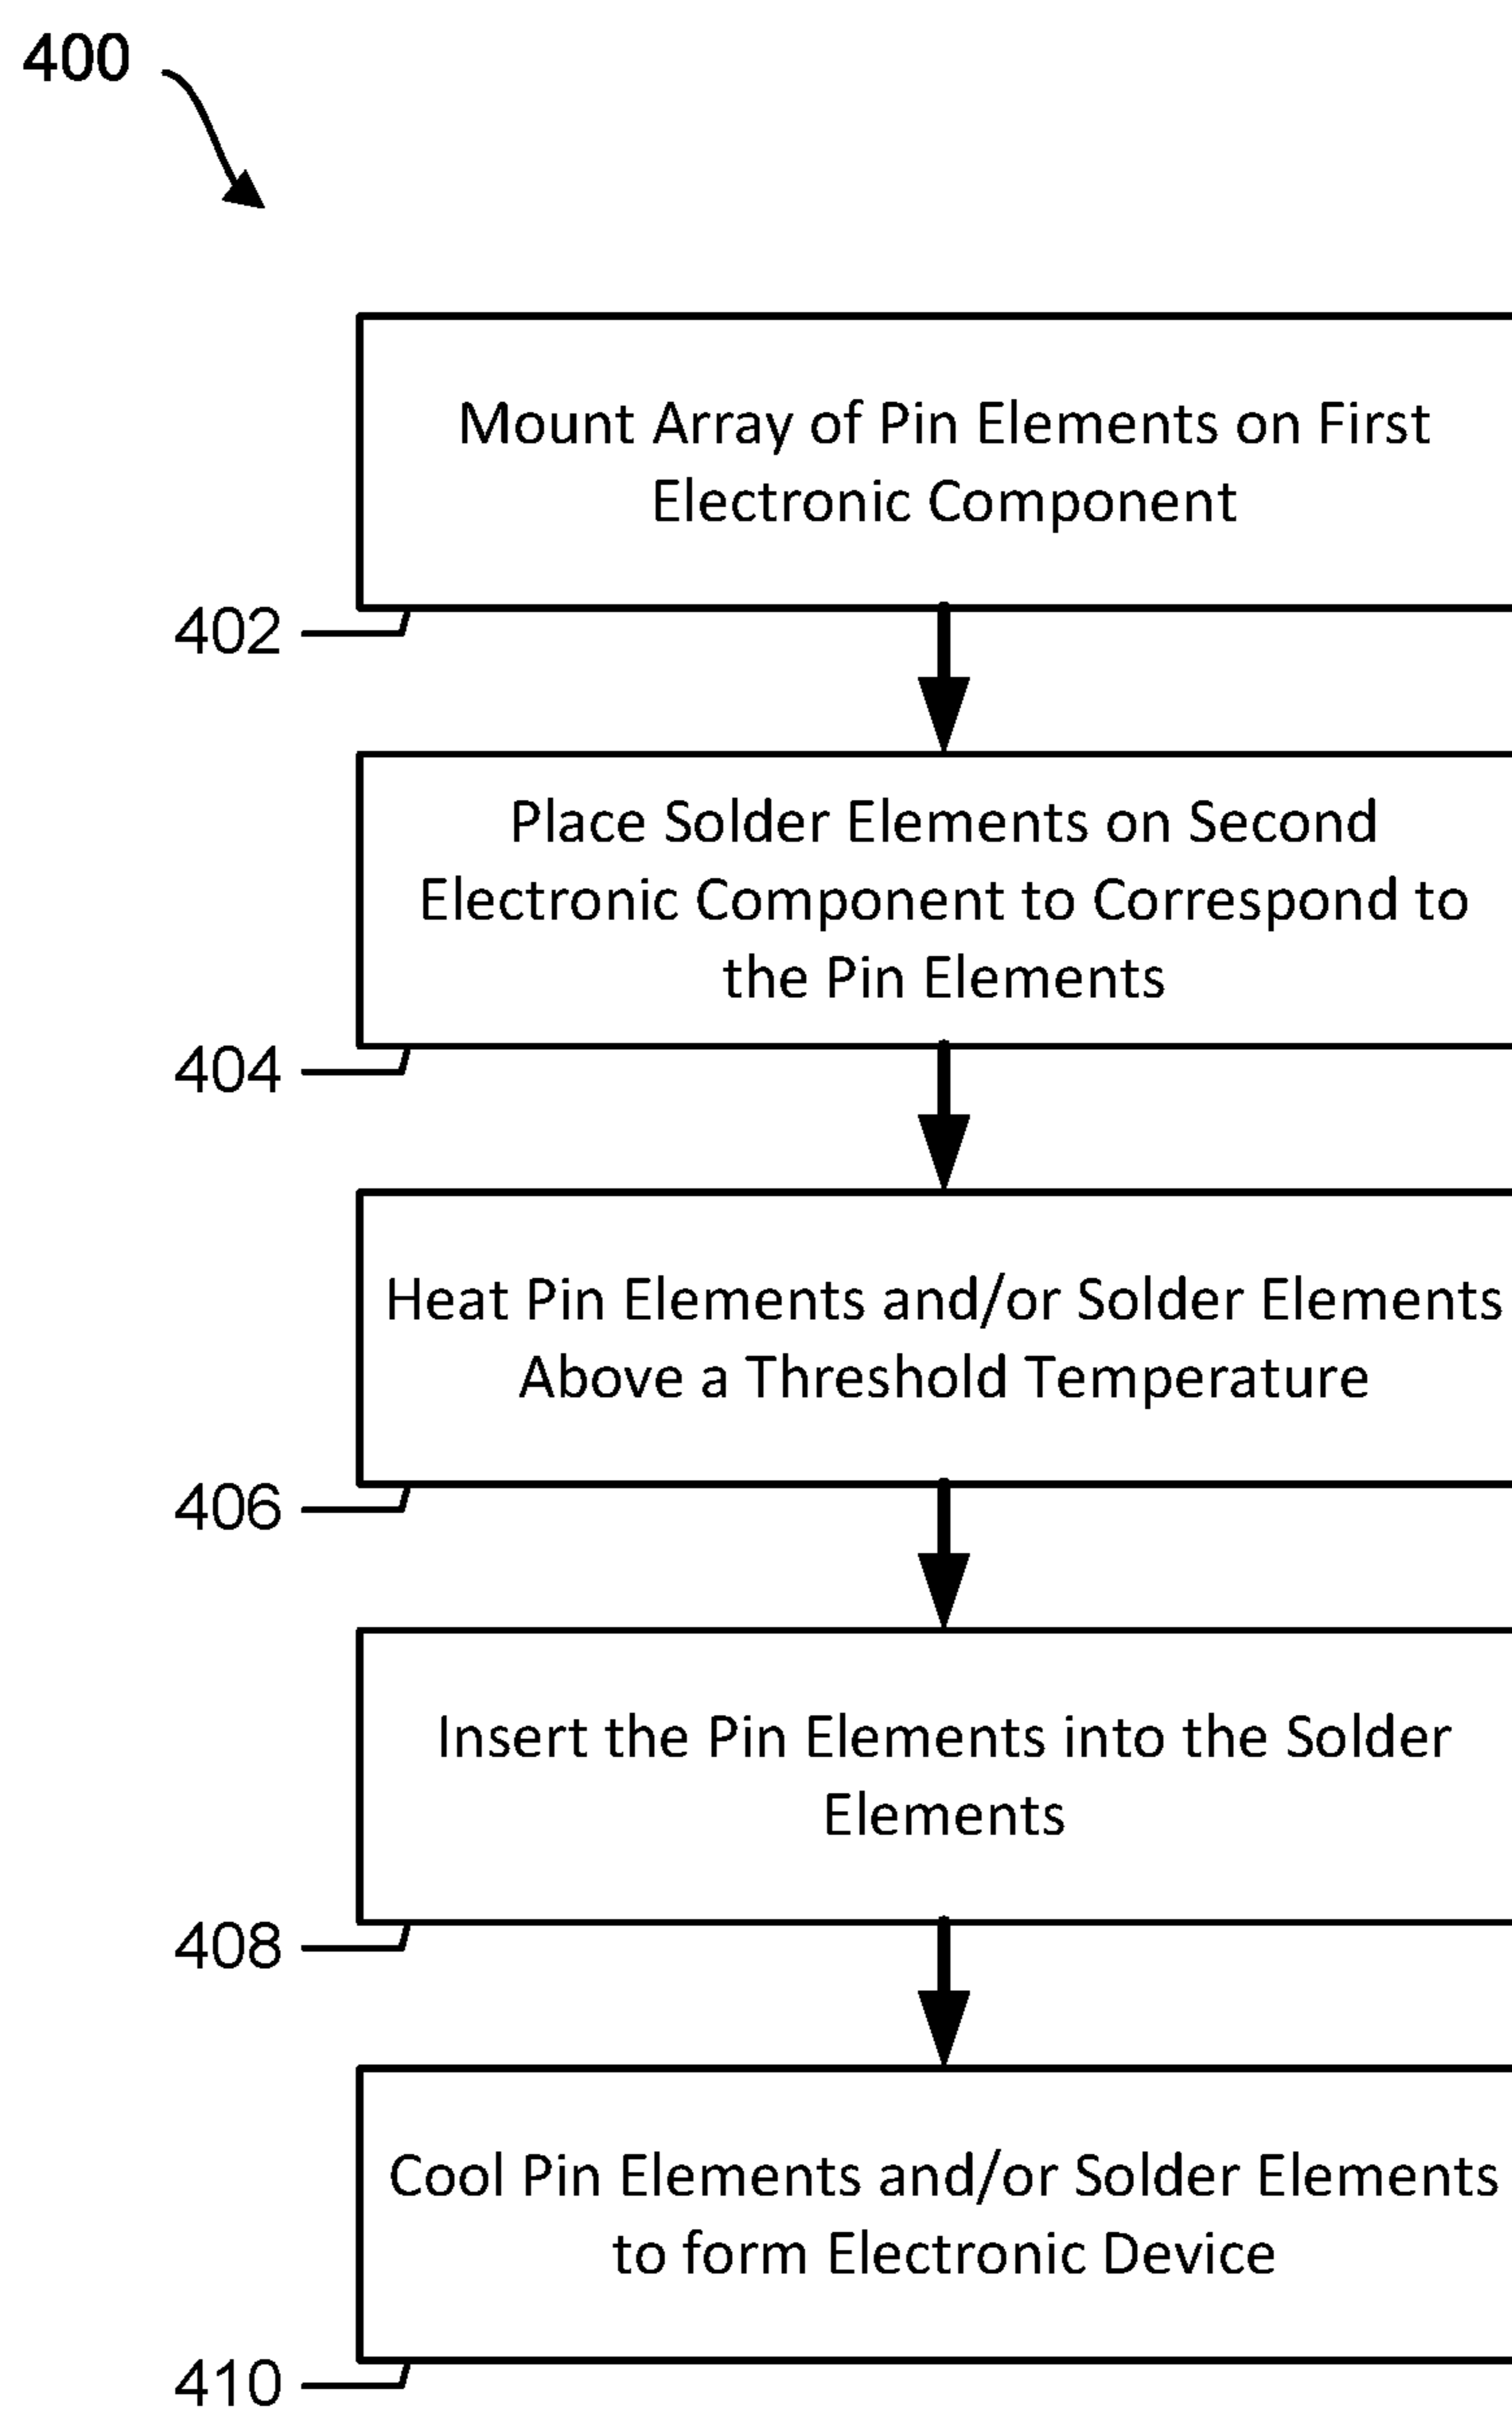 400
Mount Array of Pin Elements on First
Electronic Component
402
Place Solder Elements on Second
Electronic Component to Correspond to
the Pin Elements
404
Heat Pin Elements and/or Solder Elements
Above a Threshold Temperature
406
Insert the Pin Elements into the Solder
Elements
408
Cool Pin Elements and/or Solder Elements
to form Electronic Device
410